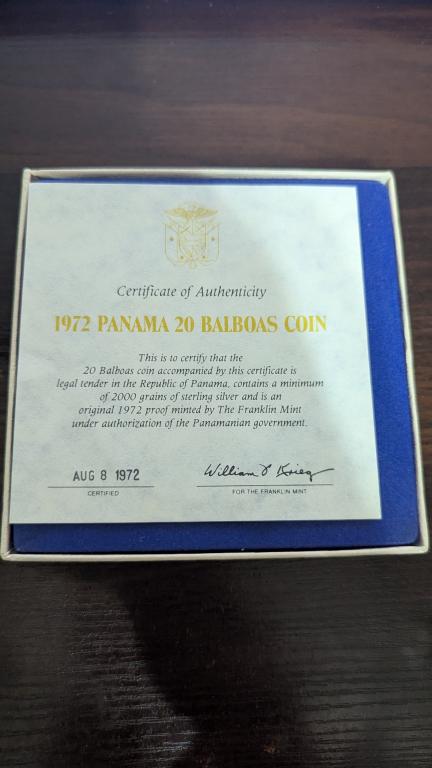 Certificate of Authenticity
1972 PANAMA 20 BALBOAS COIN
This is to certify that the
20 Balboas coin accompanied by this certificate is
legal tender in the Republic of Panama, contains a minimum
of 2000 grains of sterling silver and is an
original 1972 proof minted by The Franklin Mint
under authorization of the Panamanian government.
AUG 8 1972
CERTIFIED
William F Krieg
FOR THE FRANKLIN MINT